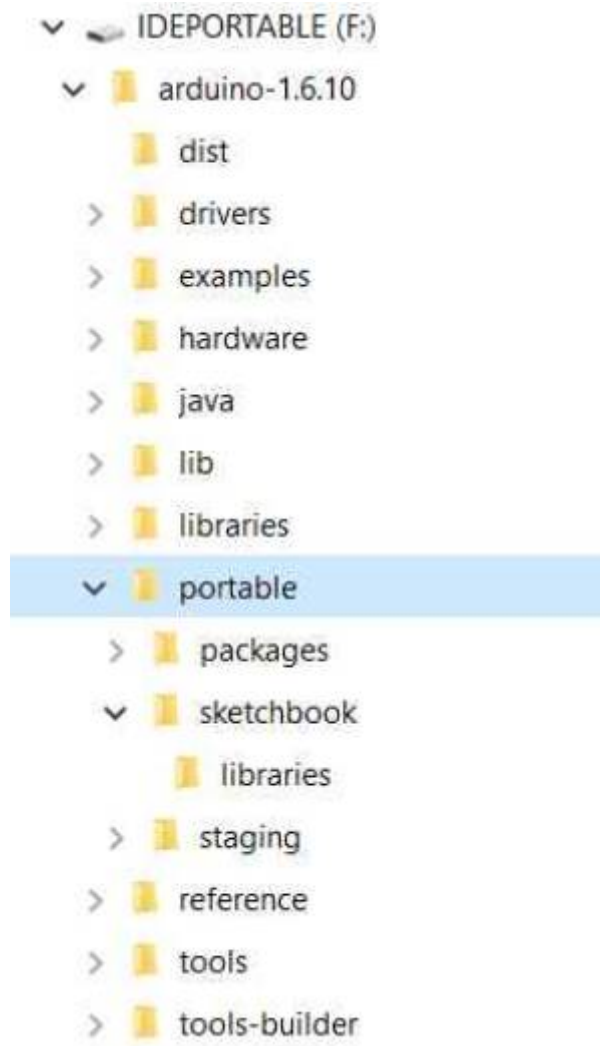 IDEPORTABLE (F:)
arduino-1.6.10
dist
drivers
examples
hardware
java
lib
libraries
portable
packages
sketchbook
libraries
staging
reference
tools
tools-builder